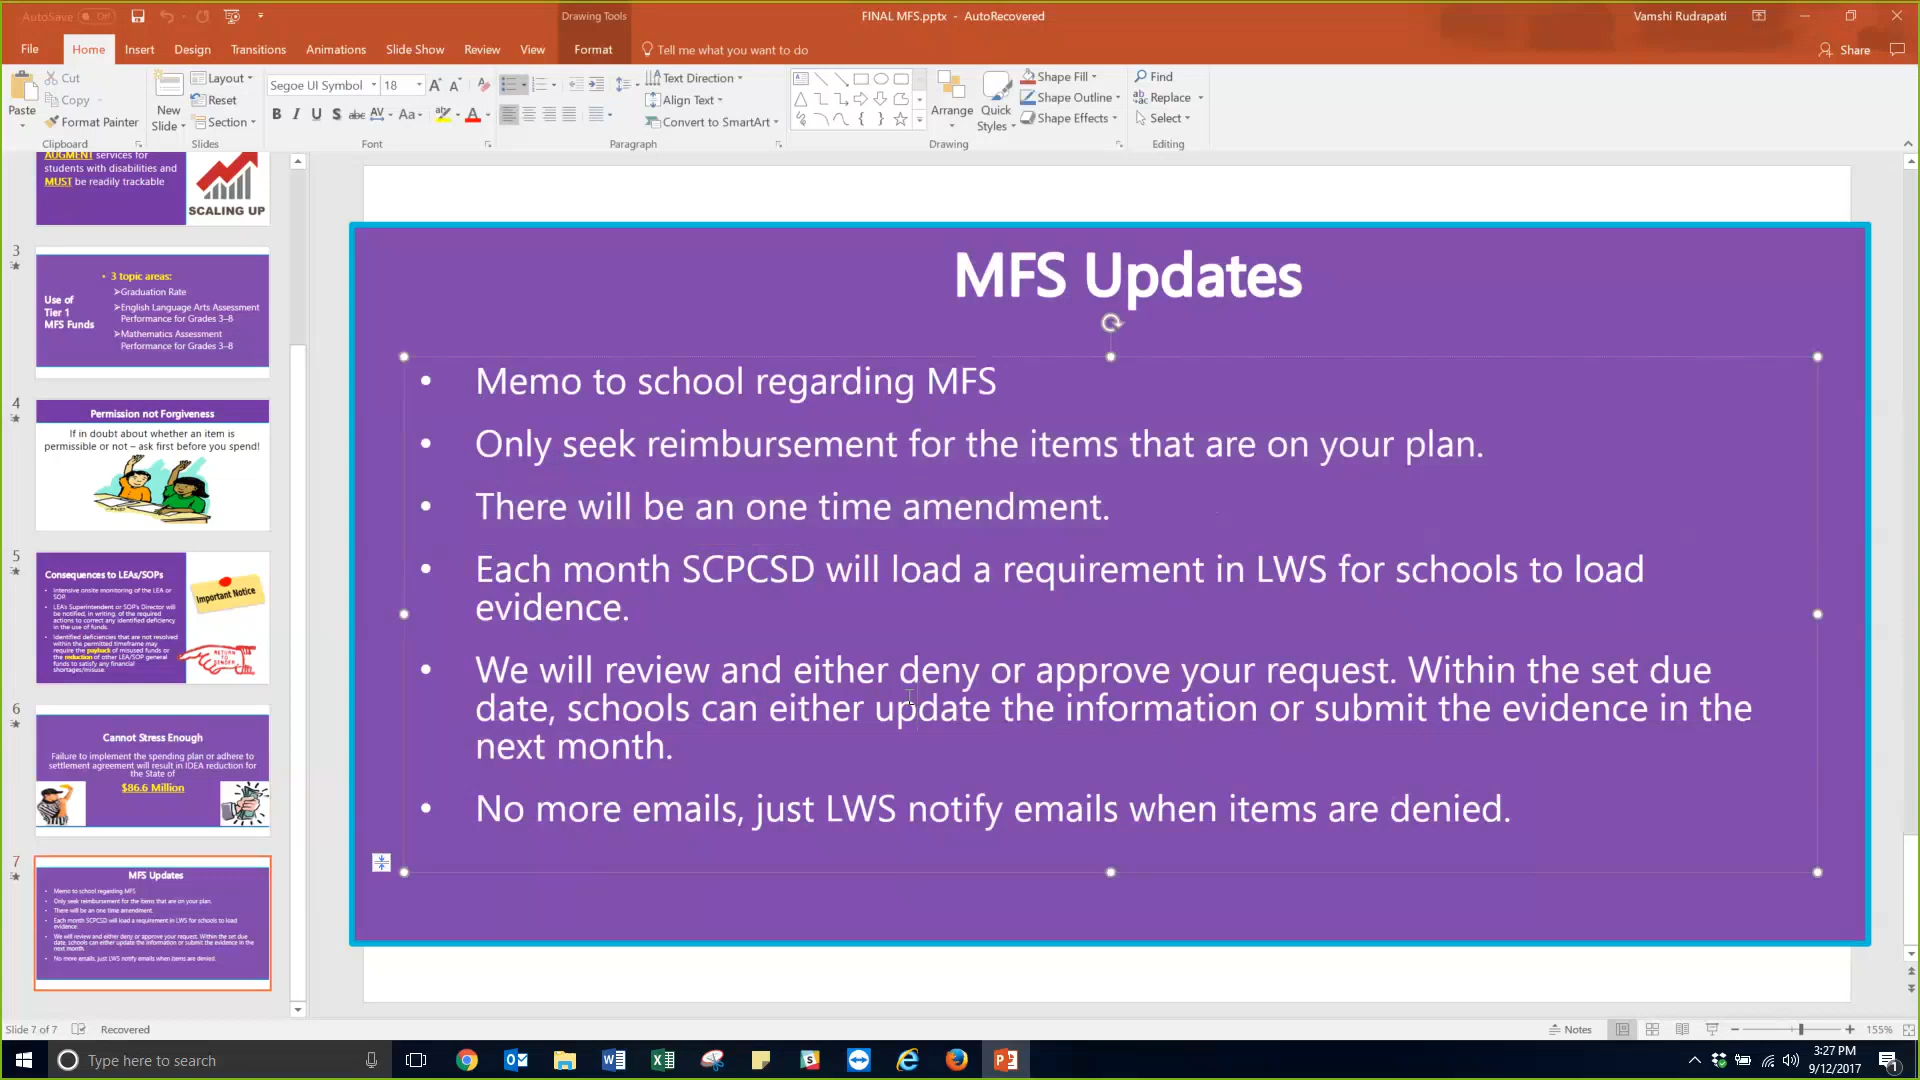 AutoSave Off
Drawing Tools
FINAL MFS.pptx - AutoRecovered
Vamshi Rudrapati
File Home Insert Design Transitions Animations Slide Show Review View Format Tell me what you want to do
Share
Paste
Cut
Copy
Format Painter
Clipboard
New Slide
Layout
Reset
Section
Slides
Segoe UI Symbol 18
B I U S abc AV Aa A
Font
Text Direction
Align Text
Convert to SmartArt
Paragraph
Arrange
Quick Styles
Shape Fill
Shape Outline
Shape Effects
Drawing
Find
Replace
Select
Editing
AUGMENT services for
students with disabilities and
MUST be readily trackable
SCALING UP
3
Use of
Tier 1
MFS Funds
• 3 topic areas:
➢Graduation Rate
➢English Language Arts Assessment
Performance for Grades 3–8
➢Mathematics Assessment
Performance for Grades 3–8
4
Permission not Forgiveness
If in doubt about whether an item is
permissible or not – ask first before you spend!
5
Consequences to LEAs/SOPs
• Intensive onsite monitoring of the LEA or
SOP
• LEA's Superintendent or SOP's Director will
be notified, in writing, of the required
actions to correct any identified deficiency
in the use of funds.
• Identified deficiencies that are not resolved
within the permitted timeframe may
require the payback of misused funds or
the reduction of other LEA/SOP general
funds to satisfy any financial
shortages/misuse.
Important Notice
RETURN TO SENDER
6
Cannot Stress Enough
Failure to implement the spending plan or adhere to
settlement agreement will result in IDEA reduction for
the State of
$86.6 Million
7
MFS Updates
• Memo to school regarding MFS
• Only seek reimbursement for the items that are on your plan.
• There will be an one time amendment.
• Each month SCPCSD will load a requirement in LWS for schools to load
evidence.
• We will review and either deny or approve your request. Within the set due
date, schools can either update the information or submit the evidence in the
next month.
• No more emails, just LWS notify emails when items are denied.
MFS Updates
• Memo to school regarding MFS
• Only seek reimbursement for the items that are on your plan.
• There will be an one time amendment.
• Each month SCPCSD will load a requirement in LWS for schools to load
evidence.
• We will review and either deny or approve your request. Within the set due
date, schools can either update the information or submit the evidence in the
next month.
• No more emails, just LWS notify emails when items are denied.
Slide 7 of 7 Recovered
Notes
155%
Type here to search
3:27 PM
9/12/2017
1